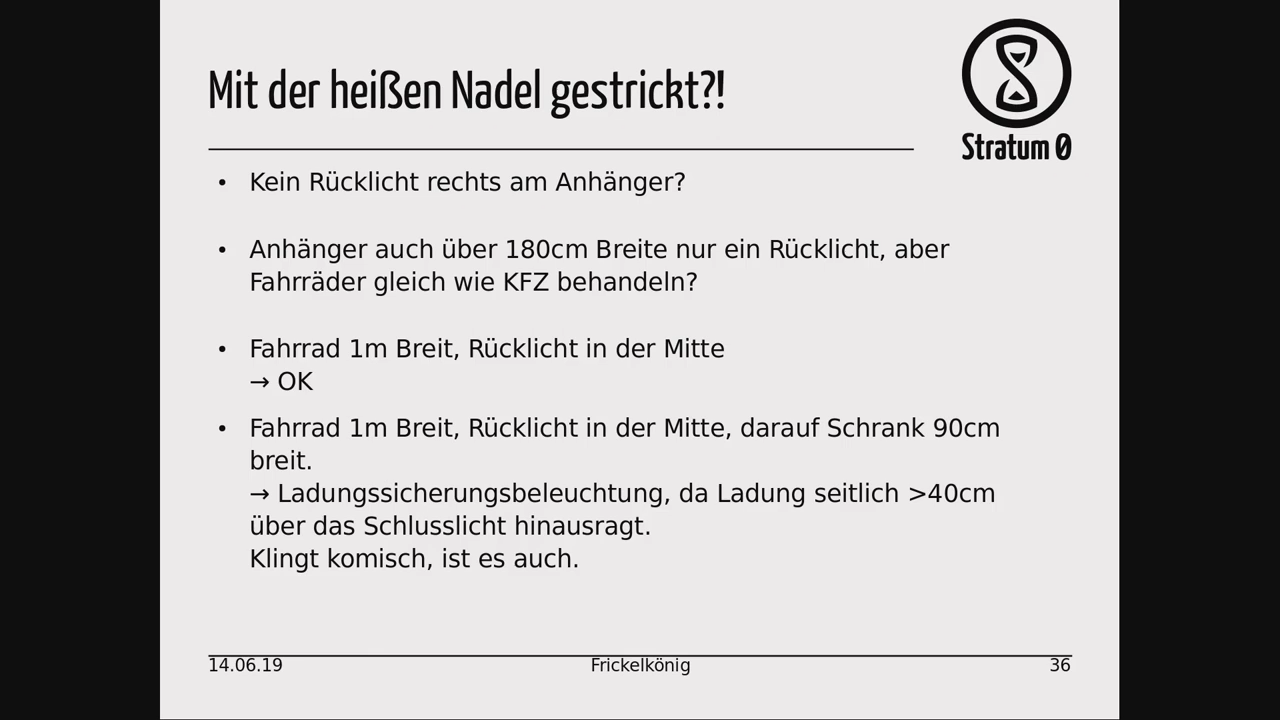 Mit der heißen Nadel gestrickt?!
Stratum 0
• Kein Rücklicht rechts am Anhänger?
• Anhänger auch über 180cm Breite nur ein Rücklicht, aber
Fahrräder gleich wie KFZ behandeln?
• Fahrrad 1m Breit, Rücklicht in der Mitte
→ OK
• Fahrrad 1m Breit, Rücklicht in der Mitte, darauf Schrank 90cm
breit.
→ Ladungssicherungsbeleuchtung, da Ladung seitlich >40cm
über das Schlusslicht hinausragt.
Klingt komisch, ist es auch.
14.06.19
Frickelkönig
36